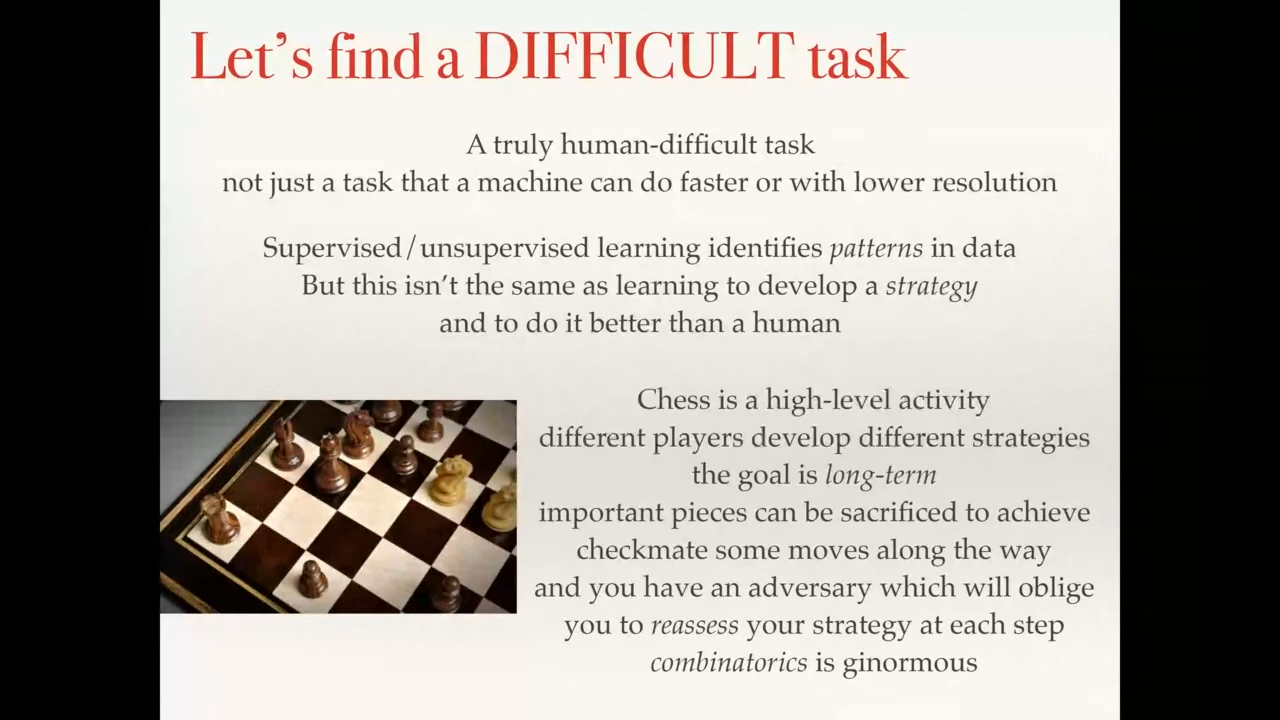 Let's find a DIFFICULT task
A truly human-difficult task
not just a task that a machine can do faster or with lower resolution
Supervised/unsupervised learning identifies patterns in data
But this isn't the same as learning to develop a strategy
and to do it better than a human
Chess is a high-level activity
different players develop different strategies
the goal is long-term
important pieces can be sacrificed to achieve
checkmate some moves along the way
and you have an adversary which will oblige
you to reassess your strategy at each step
combinatorics is ginormous